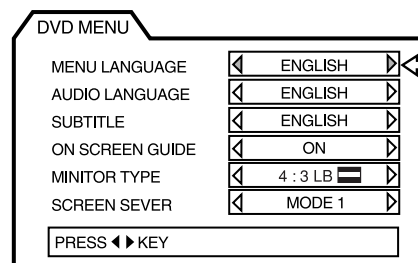 DVD MENU
MENU LANGUAGE ENGLISH
AUDIO LANGUAGE ENGLISH
SUBTITLE ENGLISH
ON SCREEN GUIDE ON
MINITOR TYPE 4 : 3 LB
SCREEN SEVER MODE 1
PRESS ◀ ▶ KEY